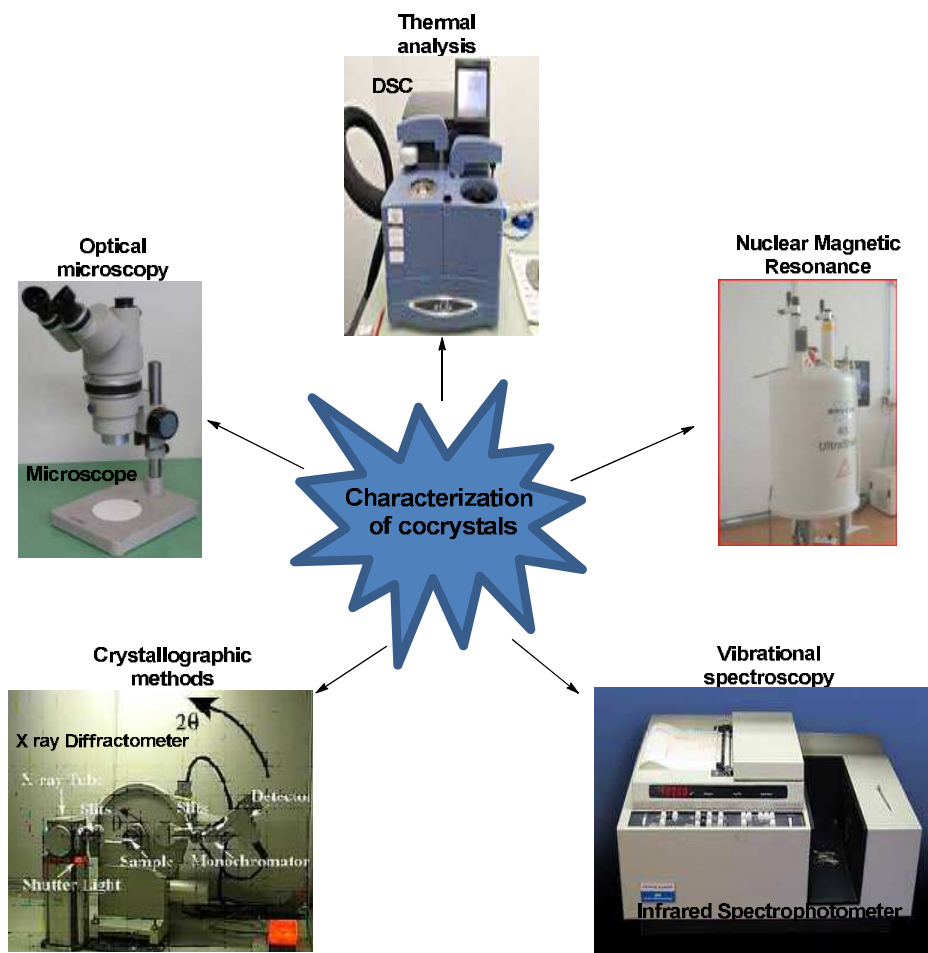 Thermal
analysis
DSC
Optical
microscopy
Nuclear Magnetic
Resonance
Microscope
Characterization
of cocrystals
Crystallographic
methods
Vibrational
spectroscopy
2θ
X ray Diffractometer
X-ray Tube
Slits
Slits
Detector
Sample
Monochromator
Shutter Light
Infrared Spectrophotometer